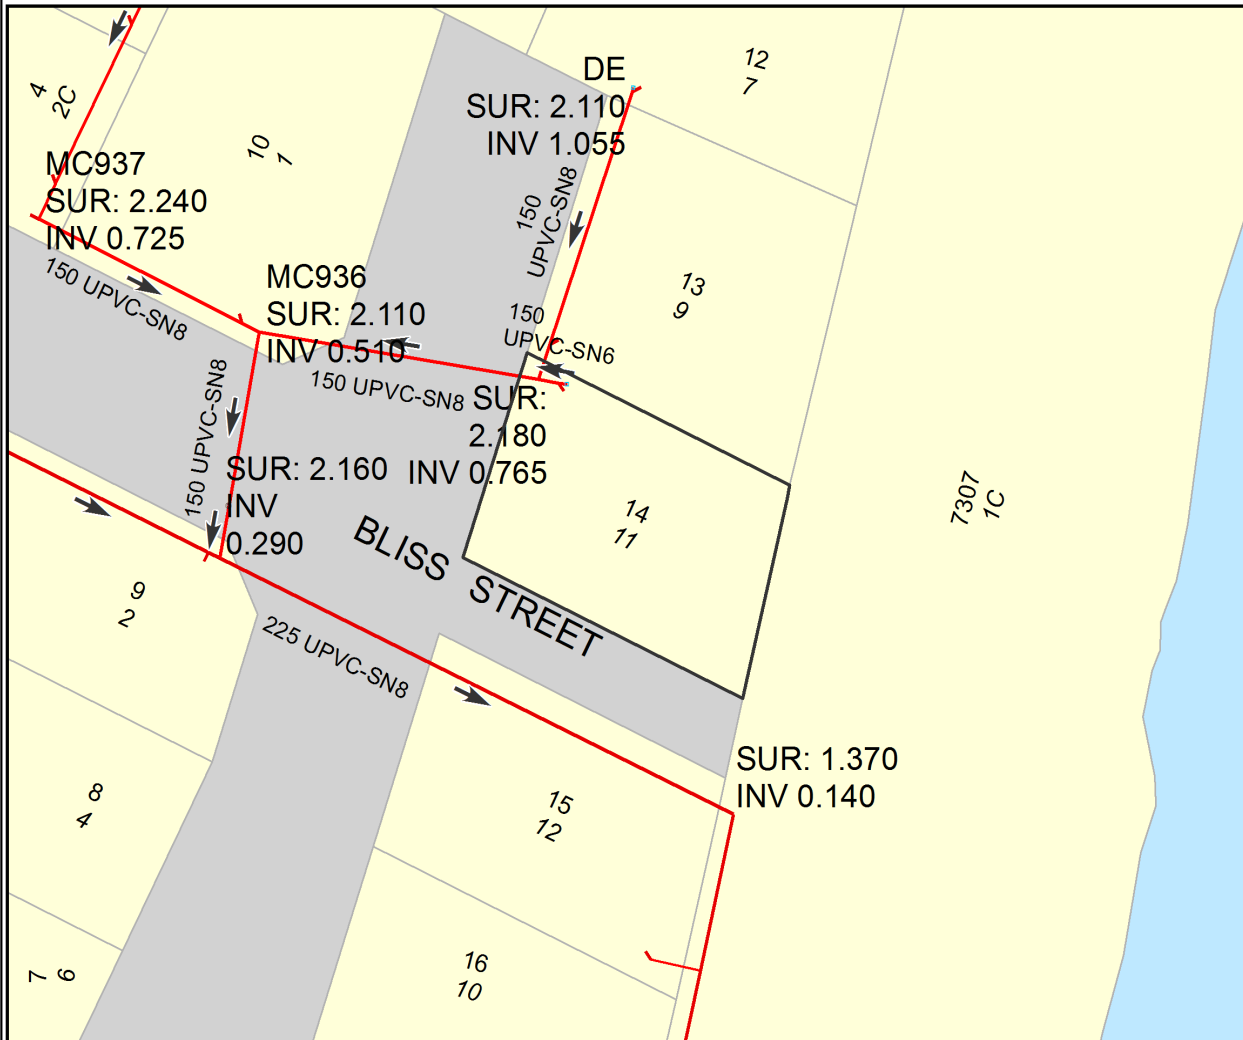 DE
SUR: 2.110
INV 1.055
12
7
4
2C
10
1
MC937
SUR: 2.240
INV 0.725
150 UPVC-SN8
150
UPVC-SN8
13
9
MC936
SUR: 2.110
INV 0.510
150 UPVC-SN8
150
UPVC-SN6
SUR:
2.180
INV 0.765
150 UPVC-SN8
SUR: 2.160
INV
0.290
14
11
7307
1C
BLISS STREET
9
2
225 UPVC-SN8
SUR: 1.370
INV 0.140
8
4
15
12
16
10
7
6